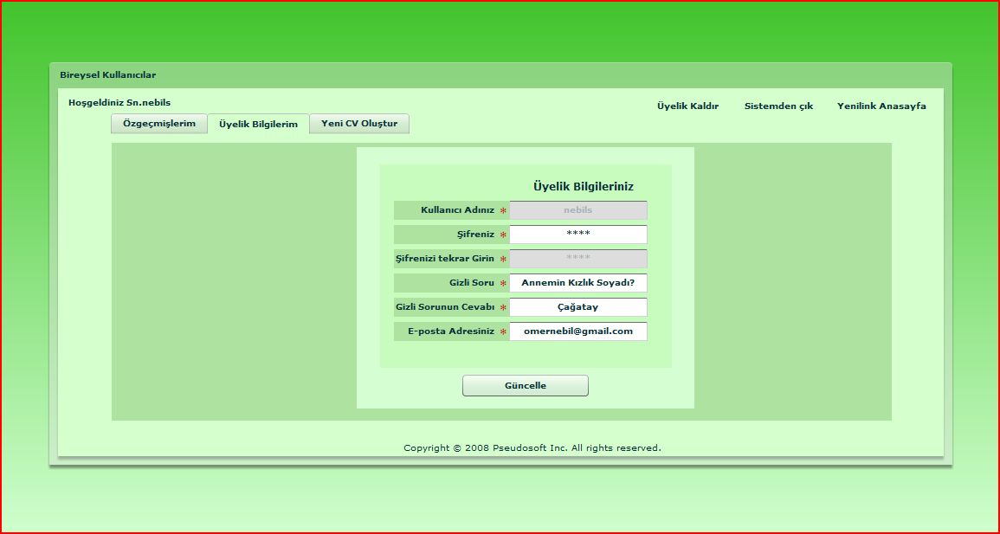 Bireysel Kullanıcılar
Hoşgeldiniz Sn.nebils
Üyelik Kaldır Sistemden çık Yenilink Anasayfa
Özgeçmişlerim Üyelik Bilgilerim Yeni CV Oluştur
Üyelik Bilgileriniz
Kullanıcı Adınız * nebils
Şifreniz * ****
Şifrenizi tekrar Girin * ****
Gizli Soru * Annemin Kızlık Soyadı?
Gizli Sorunun Cevabı * Çağatay
E-posta Adresiniz * omernebil@gmail.com
Güncelle
Copyright © 2008 Pseudosoft Inc. All rights reserved.